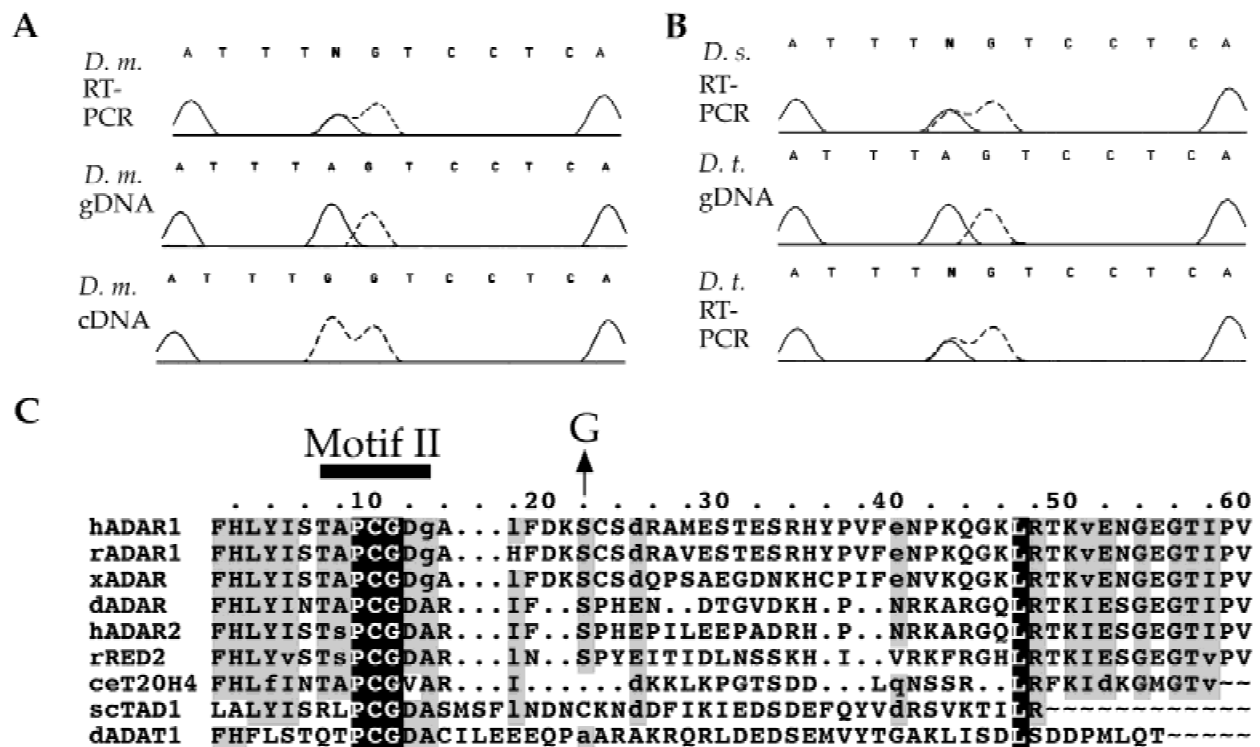 A
D. m.
RT-
PCR
A T T T N G T C C T C A
D. m.
gDNA
A T T T A G T C C T C A
D. m.
cDNA
A T T T G G T C C T C A
B
D. s.
RT-
PCR
A T T T N G T C C T C A
D. t.
gDNA
A T T T A G T C C T C A
D. t.
RT-
PCR
A T T T N G T C C T C A
C
Motif II
G
. . . . 10 . . . . 20 . . . . 30 . . . . 40 . . . . 50 . . . . 60
hADAR1 FHLYISTAPCGDgA...lFDKSCSdRAMESTESRHYPVFeNPKQGKLRTKvENGEGTIPV
rADAR1 FHLYISTAPCGDgA...HFDKSCSdRAVESTESRHYPVFeNPKQGKLRTKvENGEGTIPV
xADAR FHLYISTAPCGDgA...lFDKSCSdQPSAEGDNKHCPIFeNVKQGKLRTKvENGEGTIPV
dADAR FHLYINTAPCGDAR...IF..SPHEN..DTGVDKH.P..NRKARGQLRTKIESGEGTIPV
hADAR2 FHLYISTsPCGDAR...IF..SPHEPILEEPADRH.P..NRKARGQLRTKIESGEGTIPV
rRED2 FHLYvSTsPCGDAR...lN..SPYEITIDLNSSKH.I..VRKFRGHLRTKIESGEGTvPV
ceT20H4 FHLfINTAPCGVAR...I......dKKLKPGTSDD...LqNSSR..LRFKIdKGMGTv~~
scTAD1 LALYISRLPCGDASMSFlNDNCKNdDFIKIEDSDEFQYVdRSVKTILR~~~~~~~~~~~~
dADAT1 FHFLSTQTPCGDACILEEEQPaARAKRQRLDEDSEMVYTGAKLISDLSDDPMLQT~~~~~